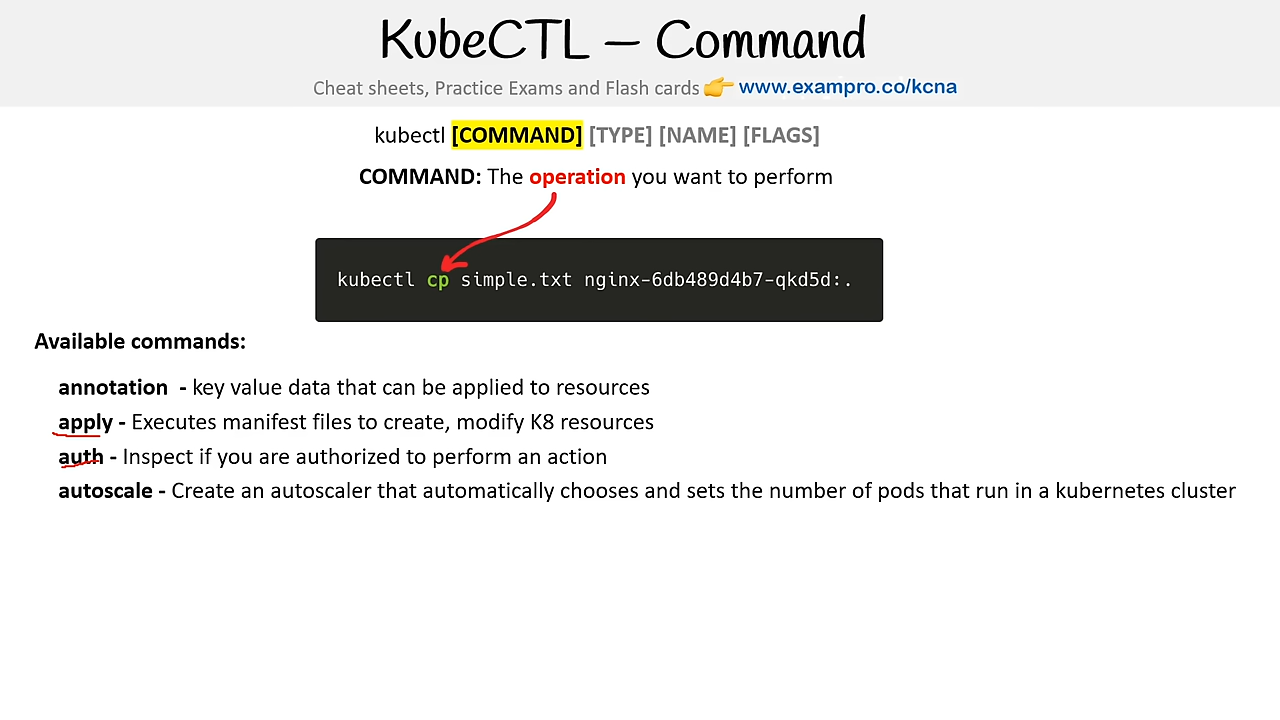 KubeCTL – Command
Cheat sheets, Practice Exams and Flash cards 👉 www.exampro.co/kcna
kubectl [COMMAND] [TYPE] [NAME] [FLAGS]
COMMAND: The operation you want to perform
kubectl cp simple.txt nginx-6db489d4b7-qkd5d:.
Available commands:
annotation - key value data that can be applied to resources
apply - Executes manifest files to create, modify K8 resources
auth - Inspect if you are authorized to perform an action
autoscale - Create an autoscaler that automatically chooses and sets the number of pods that run in a kubernetes cluster